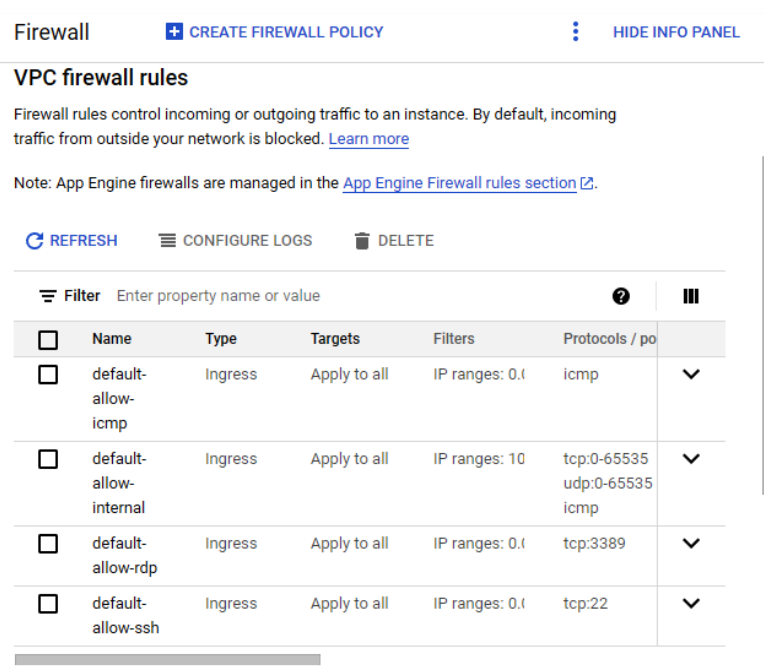 Firewall CREATE FIREWALL POLICY HIDE INFO PANEL
VPC firewall rules
Firewall rules control incoming or outgoing traffic to an instance. By default, incoming
traffic from outside your network is blocked. Learn more
Note: App Engine firewalls are managed in the App Engine Firewall rules section.
REFRESH CONFIGURE LOGS DELETE
Filter Enter property name or value
Name Type Targets Filters Protocols / po
default- Ingress Apply to all IP ranges: 0.( icmp
allow-
icmp
default- Ingress Apply to all IP ranges: 10 tcp:0-65535
allow- udp:0-65535
internal icmp
default- Ingress Apply to all IP ranges: 0.( tcp:3389
allow-rdp
default- Ingress Apply to all IP ranges: 0.( tcp:22
allow-ssh